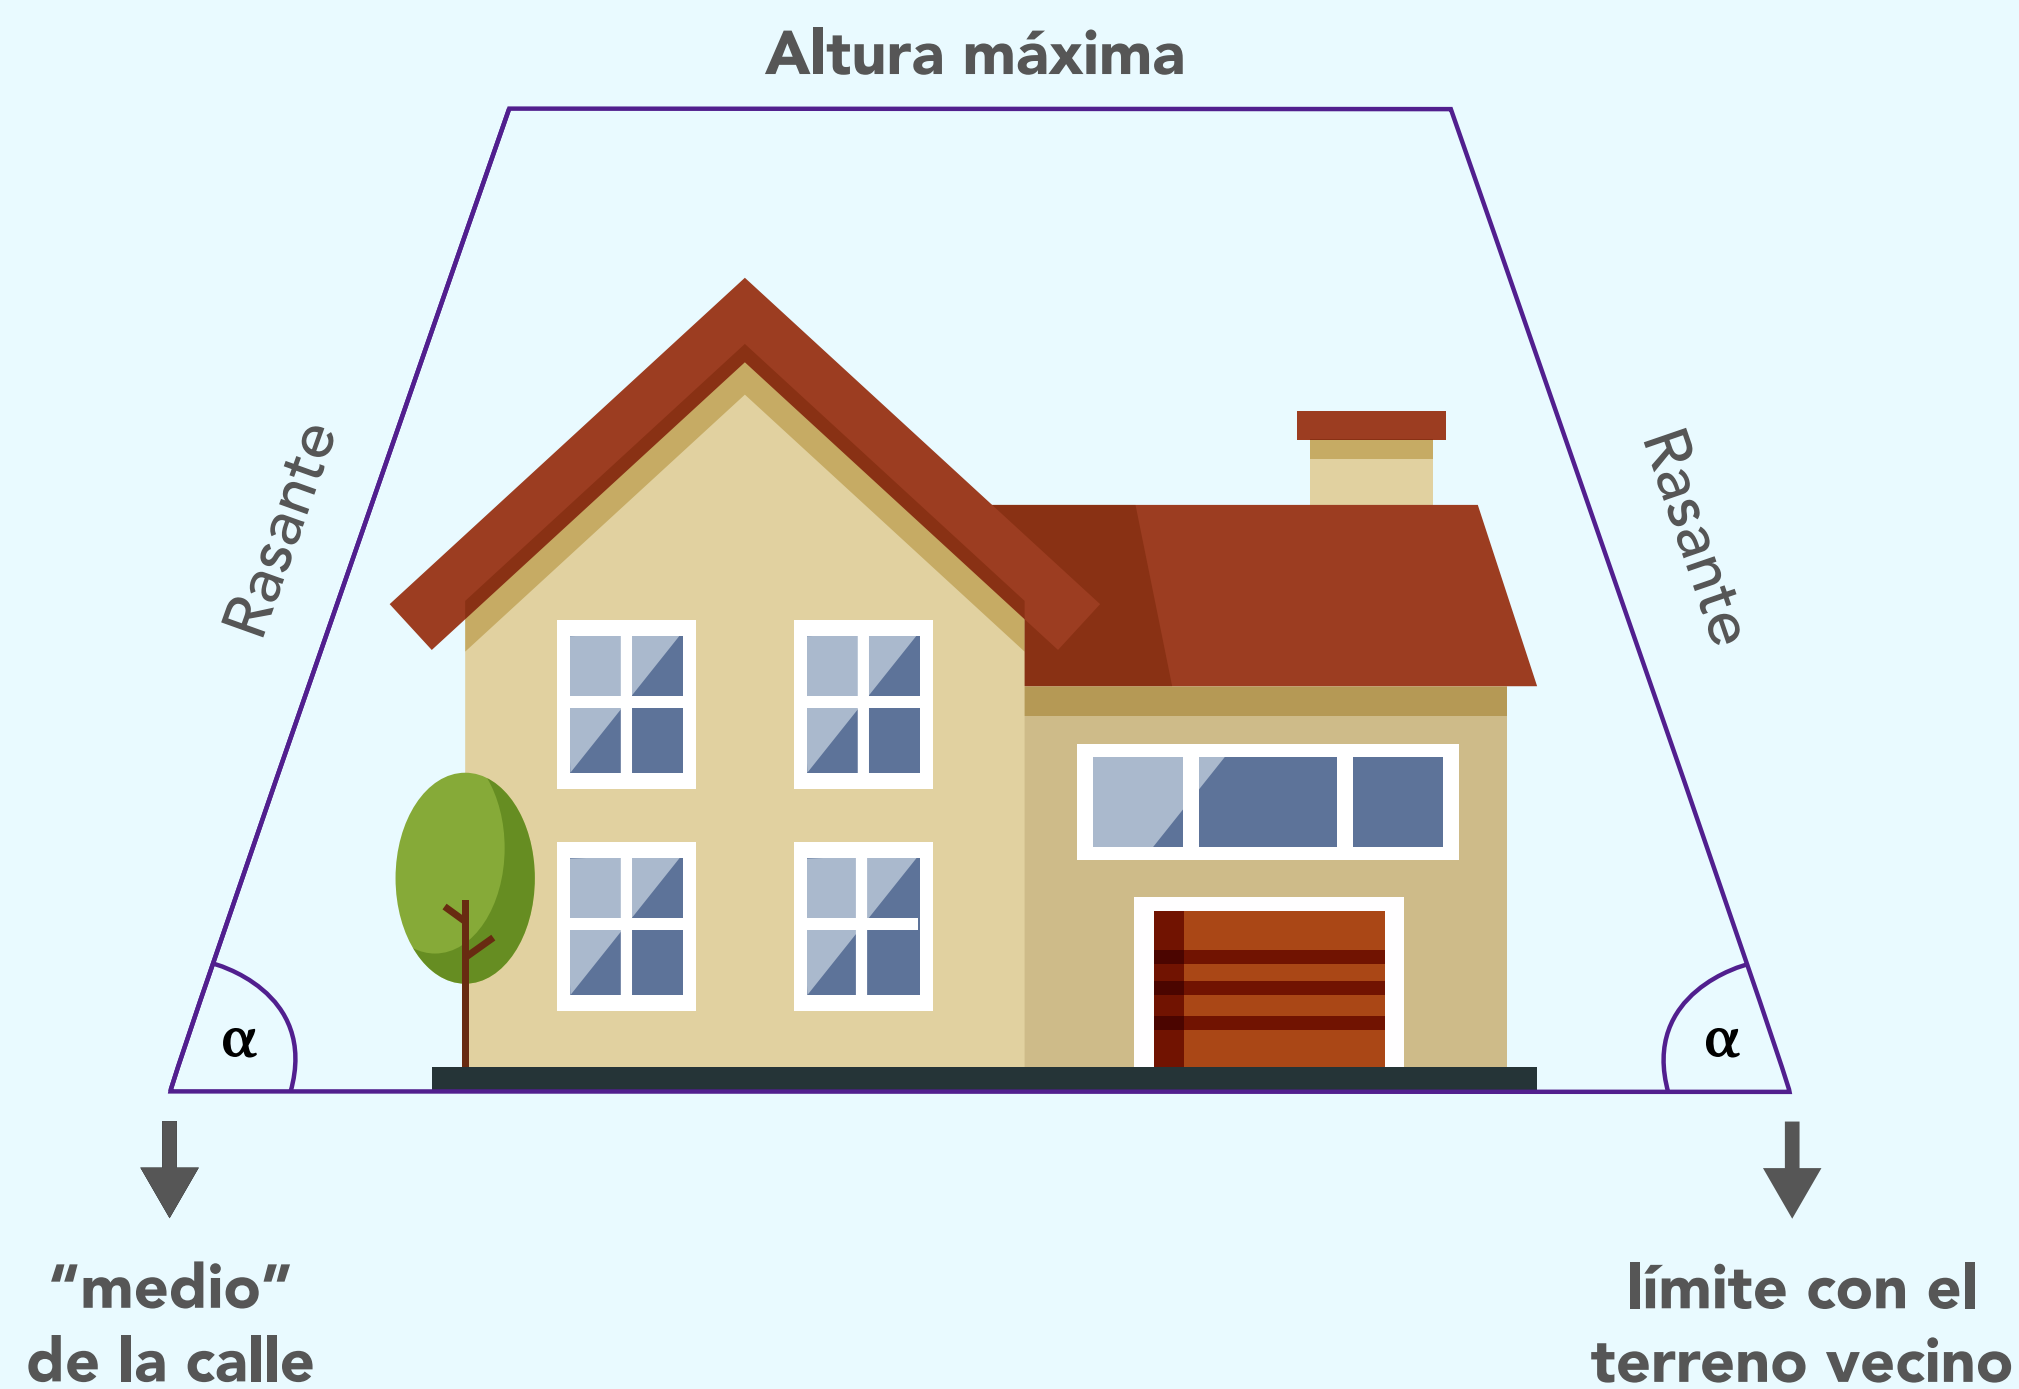 Altura máxima
Rasante
Rasante
α
α
“medio”
de la calle
límite con el
terreno vecino